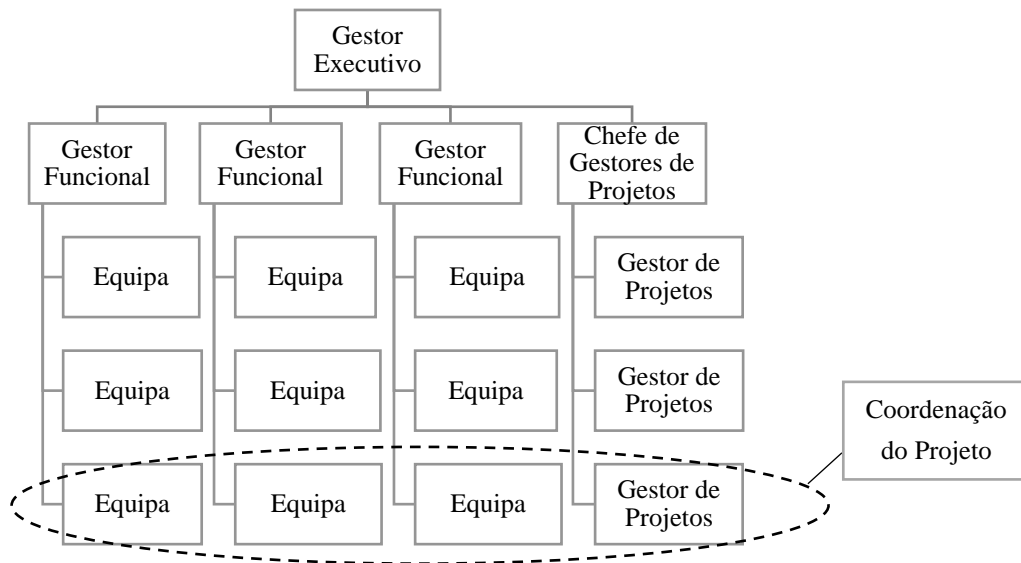 Gestor
Executivo
Gestor
Funcional
Gestor
Funcional
Gestor
Funcional
Chefe de
Gestores de
Projetos
Equipa
Equipa
Equipa
Gestor de
Projetos
Equipa
Equipa
Equipa
Gestor de
Projetos
Coordenação
do Projeto
Equipa
Equipa
Equipa
Gestor de
Projetos